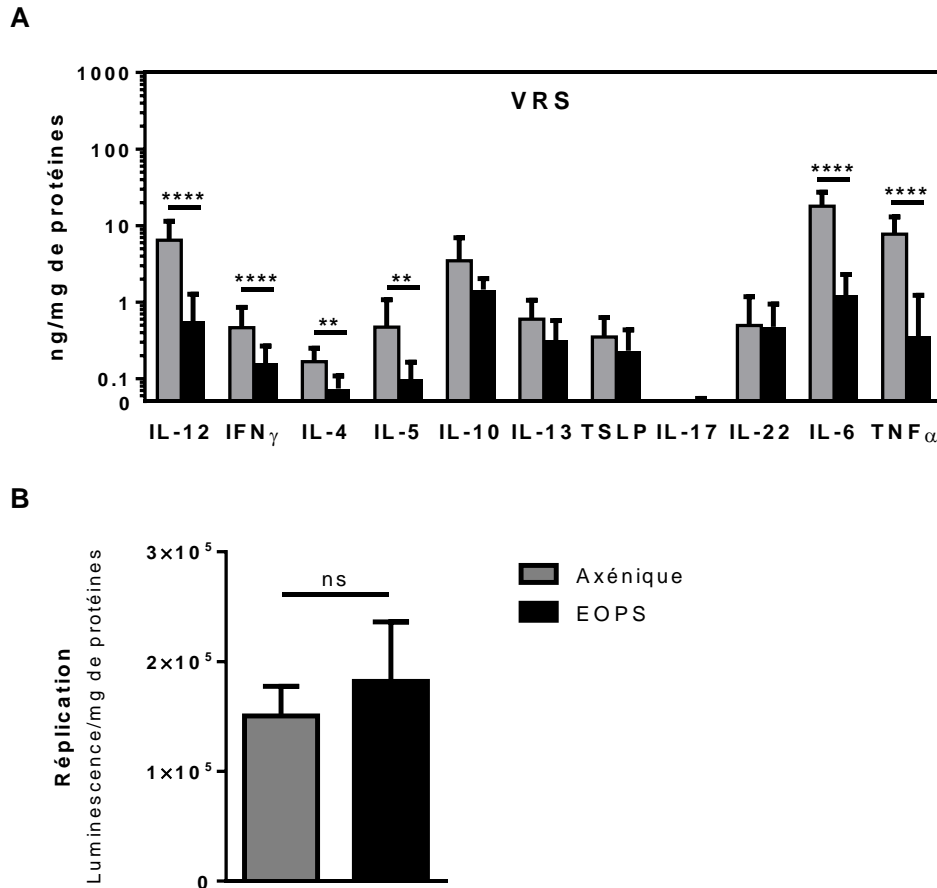 A
ng/mg de protéines
1000
100
10
1
0.1
0
VRS
**** **** ** ** **** ****
IL-12 IFNγ IL-4 IL-5 IL-10 IL-13 TSLP IL-17 IL-22 IL-6 TNFα
B
Réplication
Luminescence/mg de protéines
3×10⁵
2×10⁵
1×10⁵
0
ns
Axénique
EOPS